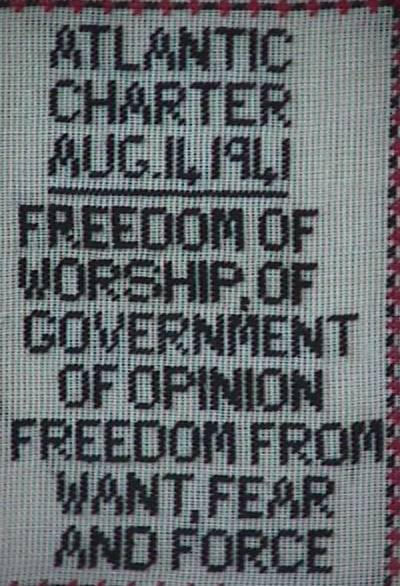 ATLANTIC
CHARTER
AUG.14 1941
FREEDOM OF
WORSHIP, OF
GOVERNMENT
OF OPINION
FREEDOM FROM
WANT, FEAR
AND FORCE